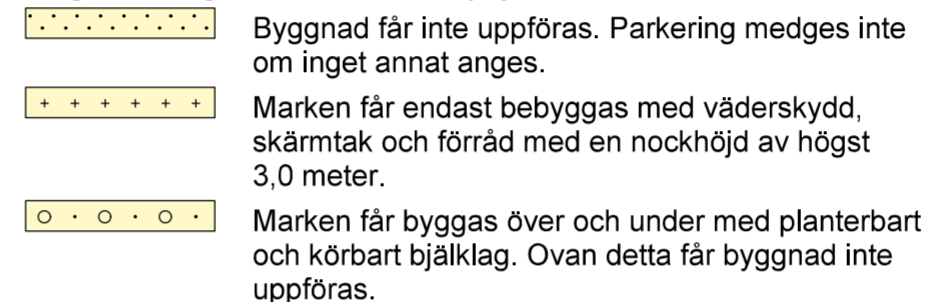 Byggnad får inte uppföras. Parkering medges inte
om inget annat anges.
Marken får endast bebyggas med väderskydd,
skärmtak och förråd med en nockhöjd av högst
3,0 meter.
Marken får byggas över och under med planterbart
och körbart bjälklag. Ovan detta får byggnad inte
uppföras.